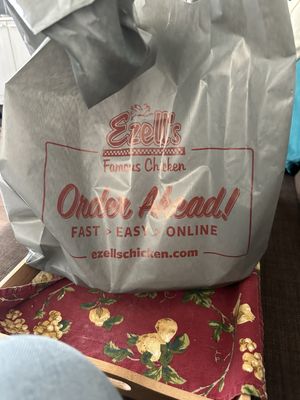 Ezell's
Famous Chicken
Order Ahead!
FAST > EASY > ONLINE
ezellschicken.com